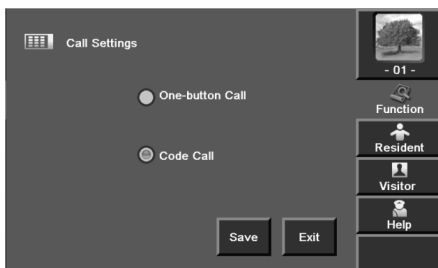 Call Settings
One-button Call
Code Call
Save
Exit
- 01 -
Function
Resident
Visitor
Help